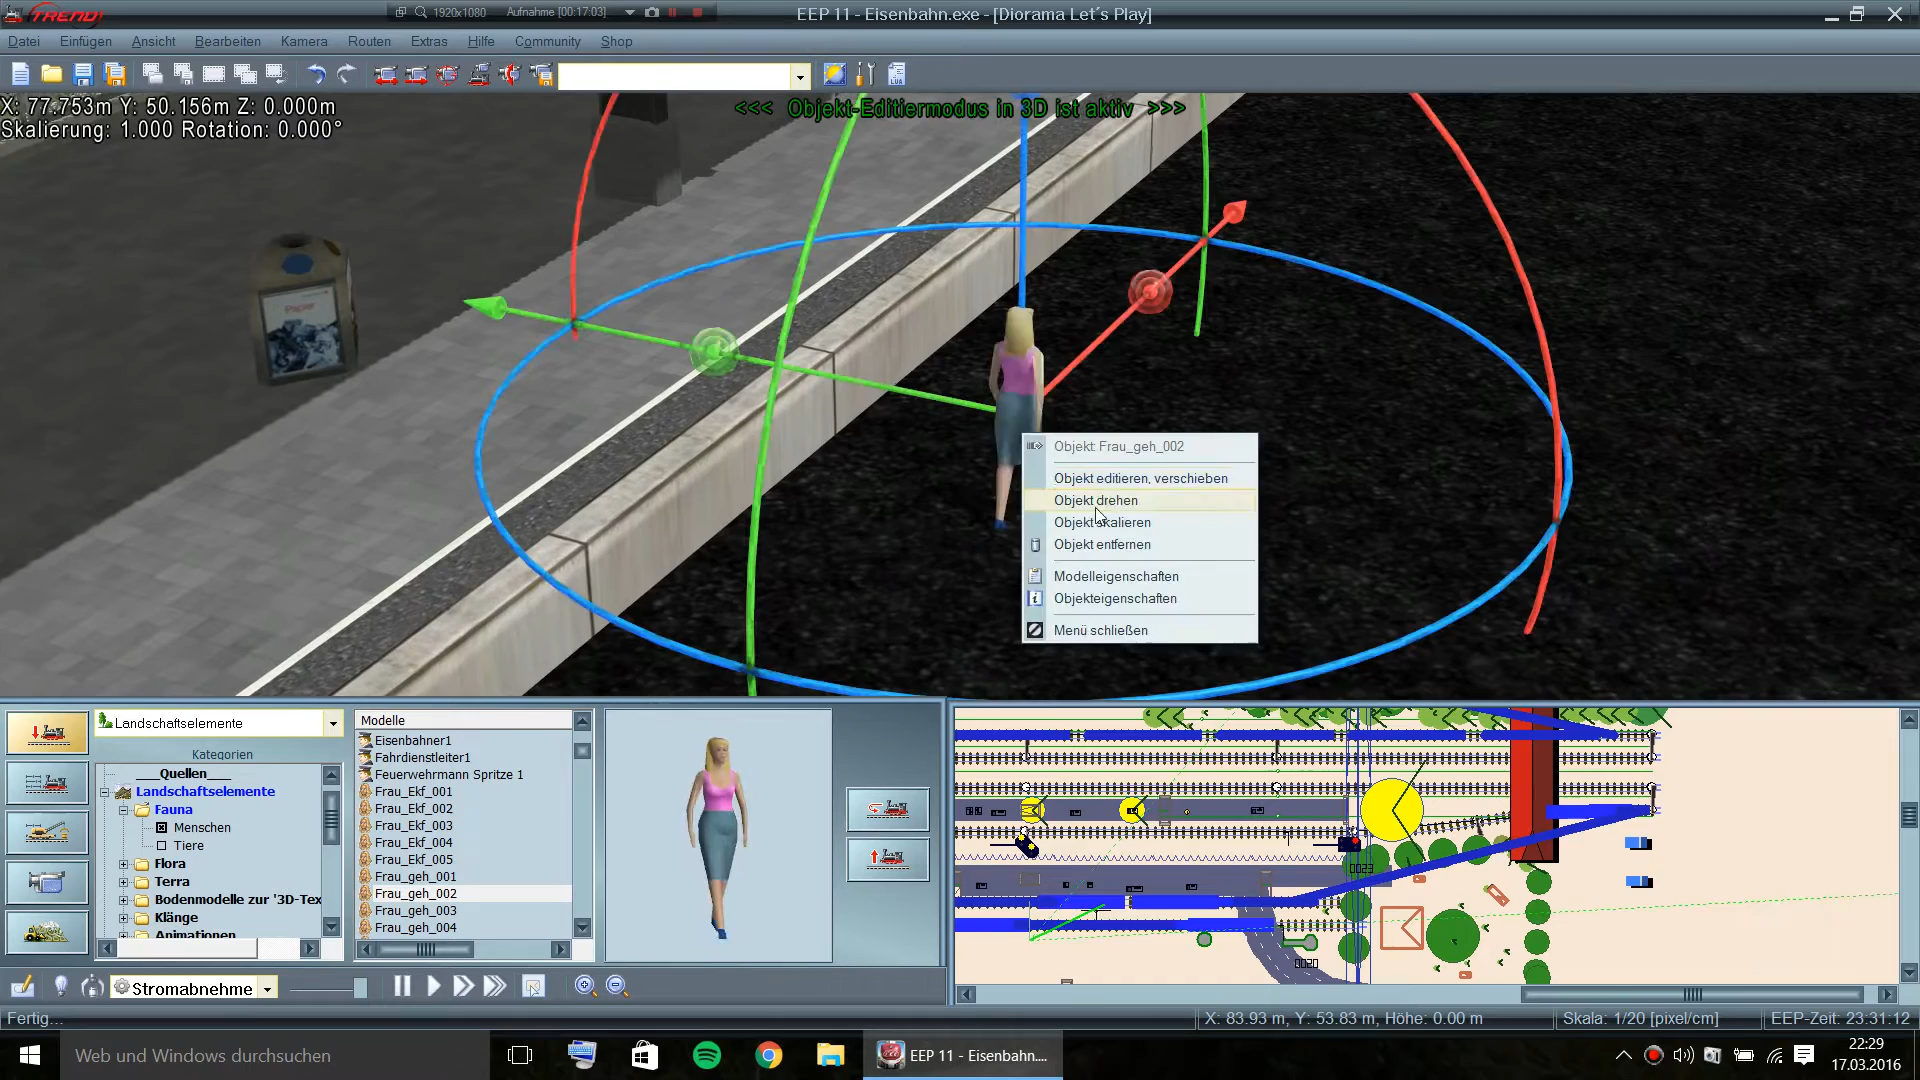 TREND
1920x1080 Aufnahme [00:17:03]
EEP 11 - Eisenbahn.exe - [Diorama Let´s Play]
Datei Einfügen Ansicht Bearbeiten Kamera Routen Extras Hilfe Community Shop
X: 77.753m Y: 50.156m Z: 0.000m
Skalierung: 1.000 Rotation: 0.000°
<<< Objekt-Editiermodus in 3D ist aktiv >>>
Papier
Objekt: Frau_geh_002
Objekt editieren, verschieben
Objekt drehen
Objekt skalieren
Objekt entfernen
Modelleigenschaften
Objekteigenschaften
Menü schließen
Landschaftselemente
Kategorien
___Quellen___
Landschaftselemente
Fauna
Menschen
Tiere
Flora
Terra
Bodenmodelle zur '3D-Tex
Klänge
Animationen
Modelle
Eisenbahner1
Fahrdienstleiter1
Feuerwehrmann Spritze 1
Frau_Ekf_001
Frau_Ekf_002
Frau_Ekf_003
Frau_Ekf_004
Frau_Ekf_005
Frau_geh_001
Frau_geh_002
Frau_geh_003
Frau_geh_004
0023
0020
Stromabnehme
Fertig...
X: 83.93 m, Y: 53.83 m, Höhe: 0.00 m
Skala: 1/20 [pixel/cm]
EEP-Zeit: 23:31:12
Web und Windows durchsuchen
EEP 11 - Eisenbahn....
22:29
17.03.2016